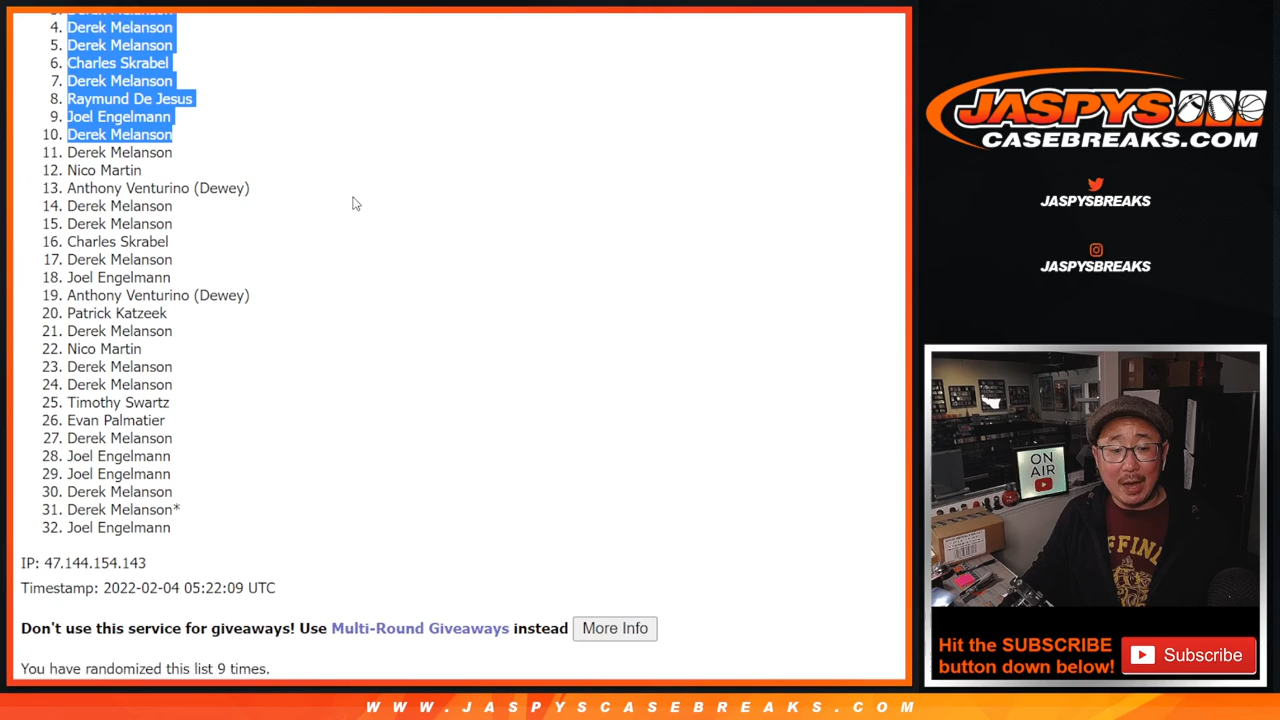 4. Derek Melanson
5. Derek Melanson
6. Charles Skrabel
7. Derek Melanson
8. Raymund De Jesus
9. Joel Engelmann
10. Derek Melanson
11. Derek Melanson
12. Nico Martin
13. Anthony Venturino (Dewey)
14. Derek Melanson
15. Derek Melanson
16. Charles Skrabel
17. Derek Melanson
18. Joel Engelmann
19. Anthony Venturino (Dewey)
20. Patrick Katzeek
21. Derek Melanson
22. Nico Martin
23. Derek Melanson
24. Derek Melanson
25. Timothy Swartz
26. Evan Palmatier
27. Derek Melanson
28. Joel Engelmann
29. Joel Engelmann
30. Derek Melanson
31. Derek Melanson*
32. Joel Engelmann
IP: 47.144.154.143
Timestamp: 2022-02-04 05:22:09 UTC
Don't use this service for giveaways! Use Multi-Round Giveaways instead More Info
You have randomized this list 9 times.
JASPYS
CASEBREAKS.COM
JASPYSBREAKS
JASPYSBREAKS
ON
AIR
Hit the SUBSCRIBE
button down below!
Subscribe
WWW.JASPYSCASEBREAKS.COM